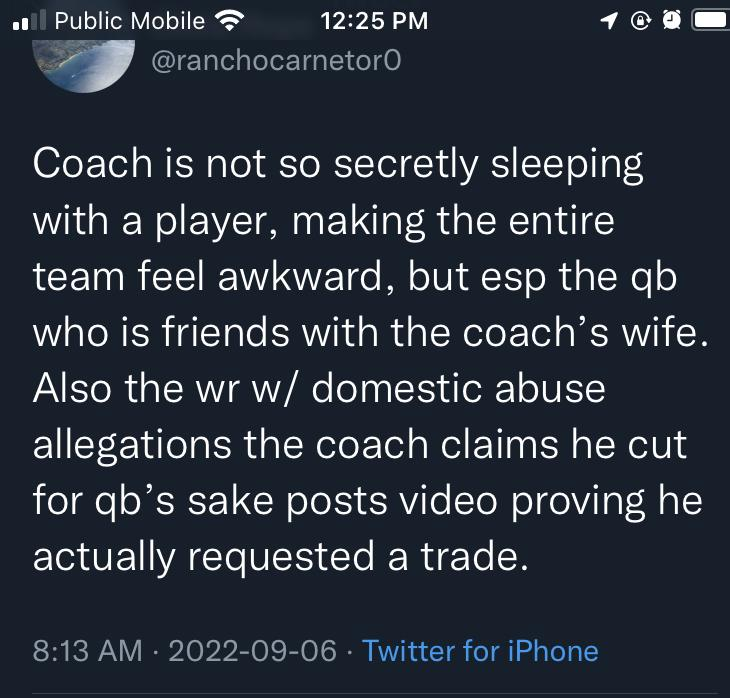 Public Mobile 12:25 PM
@ranchocarnetor0
Coach is not so secretly sleeping
with a player, making the entire
team feel awkward, but esp the qb
who is friends with the coach’s wife.
Also the wr w/ domestic abuse
allegations the coach claims he cut
for qb’s sake posts video proving he
actually requested a trade.
8:13 AM · 2022-09-06 · Twitter for iPhone